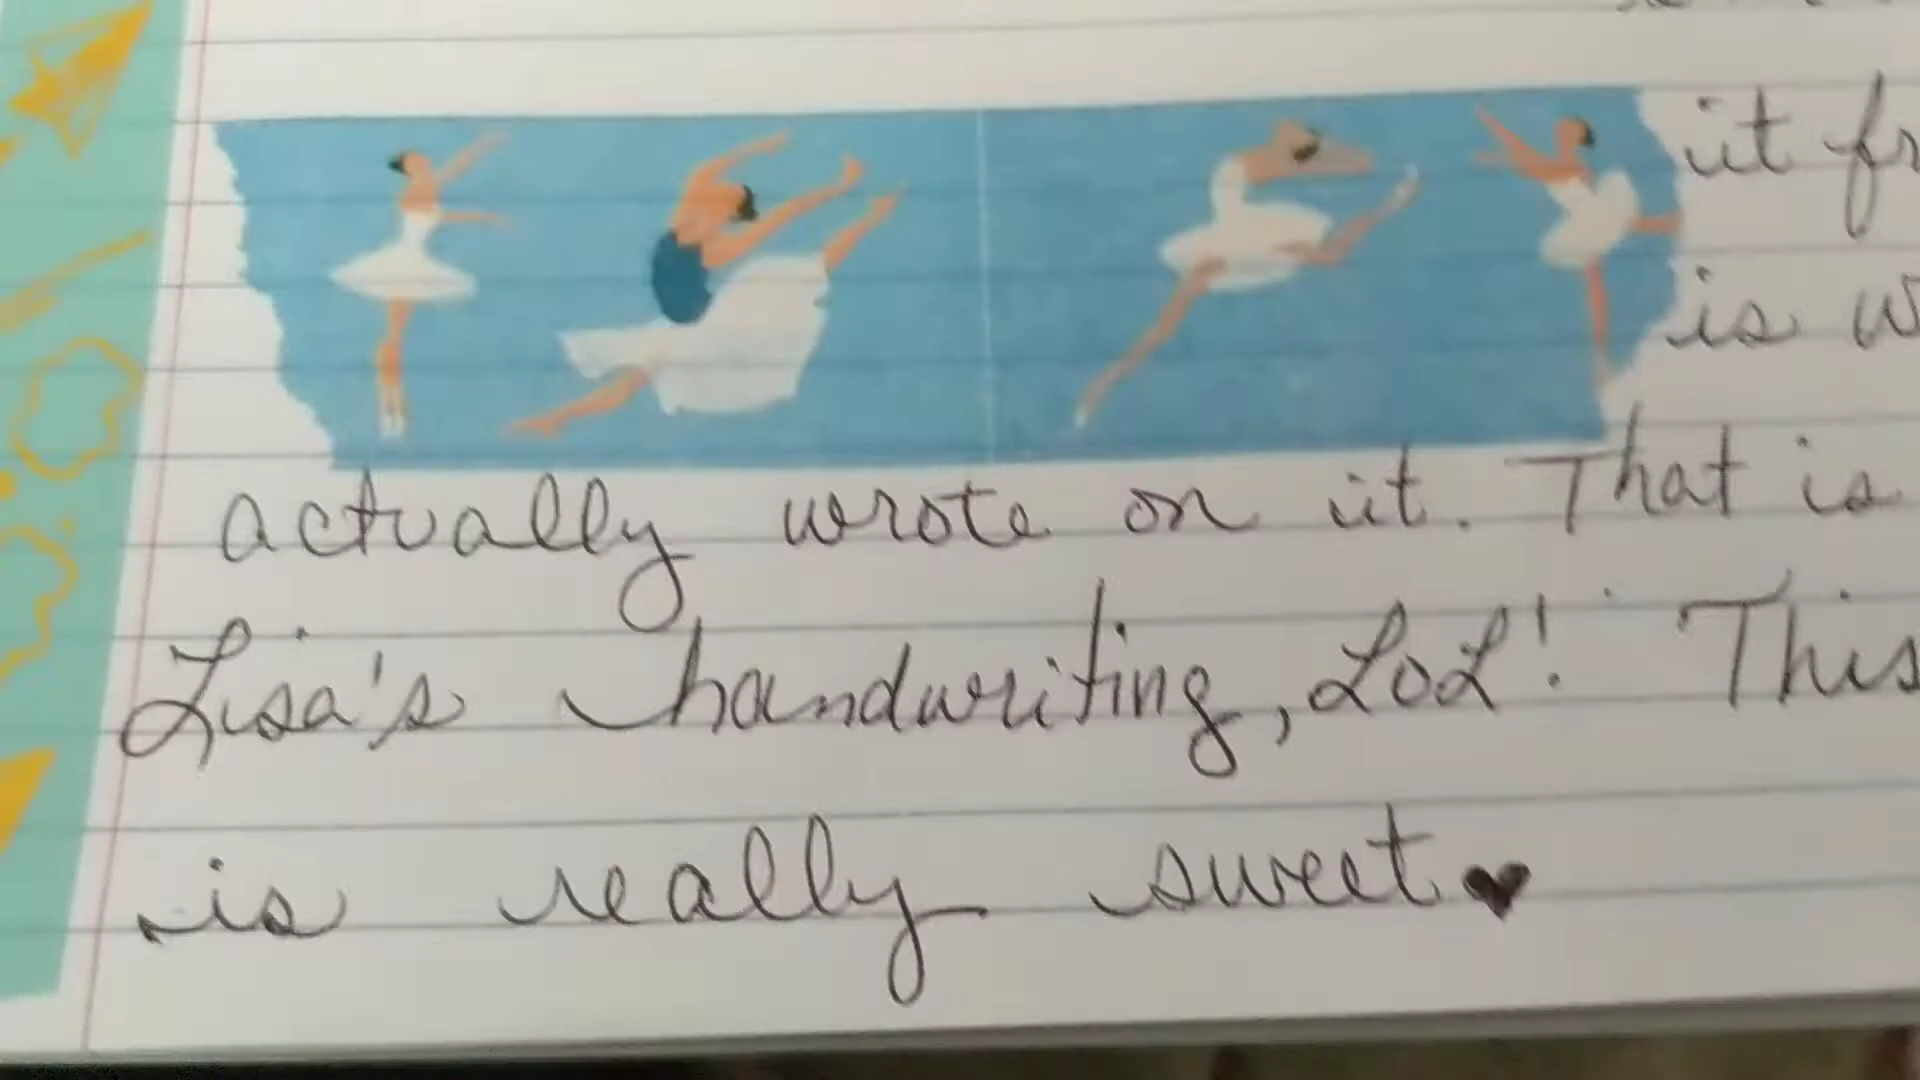 it
is
actually wrote on it. That is
Lisa's handwriting, LoL! This
is really sweet